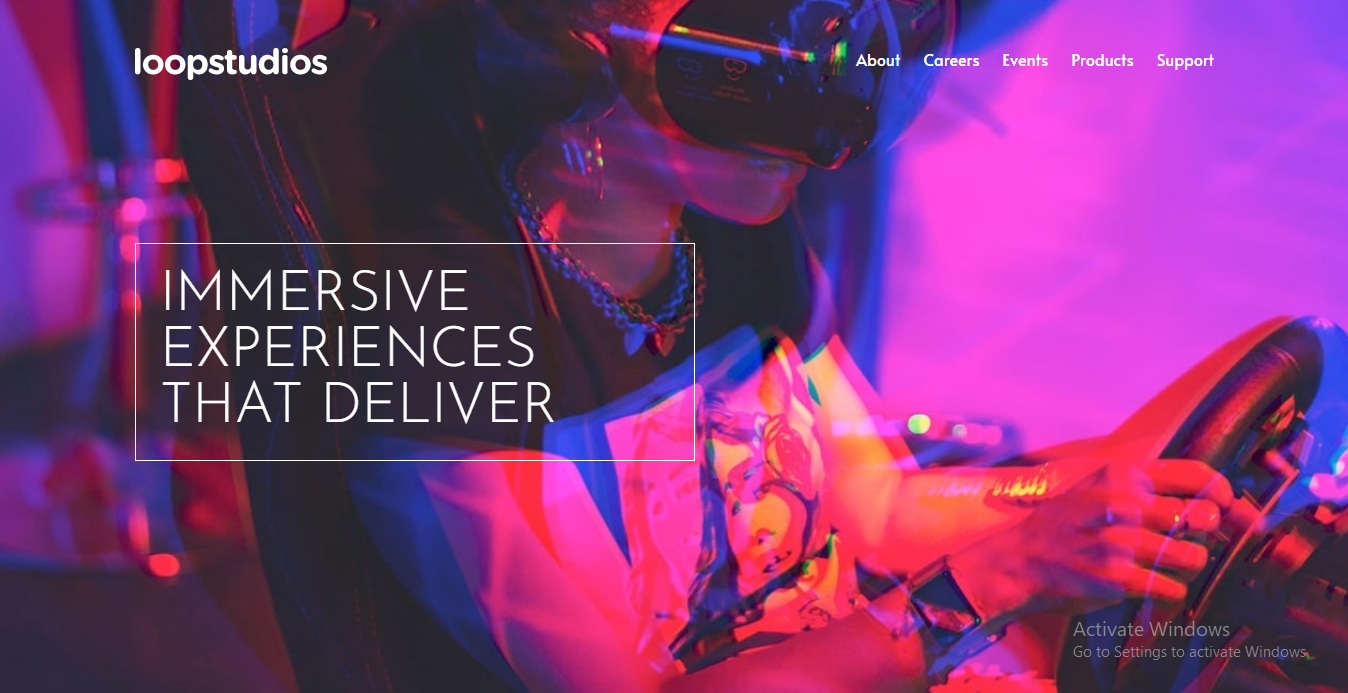 loopstudios
About Careers Events Products Support
IMMERSIVE
EXPERIENCES
THAT DELIVER
Activate Windows
Go to Settings to activate Windows.